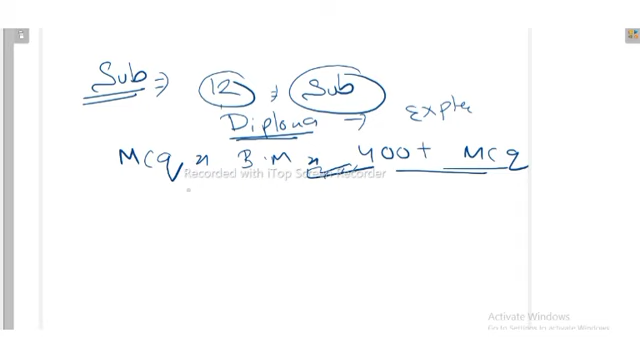 Sub ⇒ 12 ⇒ Sub
Diploma → Expla
MCQ B.M 400+ MCQ
Recorded with iTop Screen Recorder
Activate Windows
Go to Settings to activate Windows